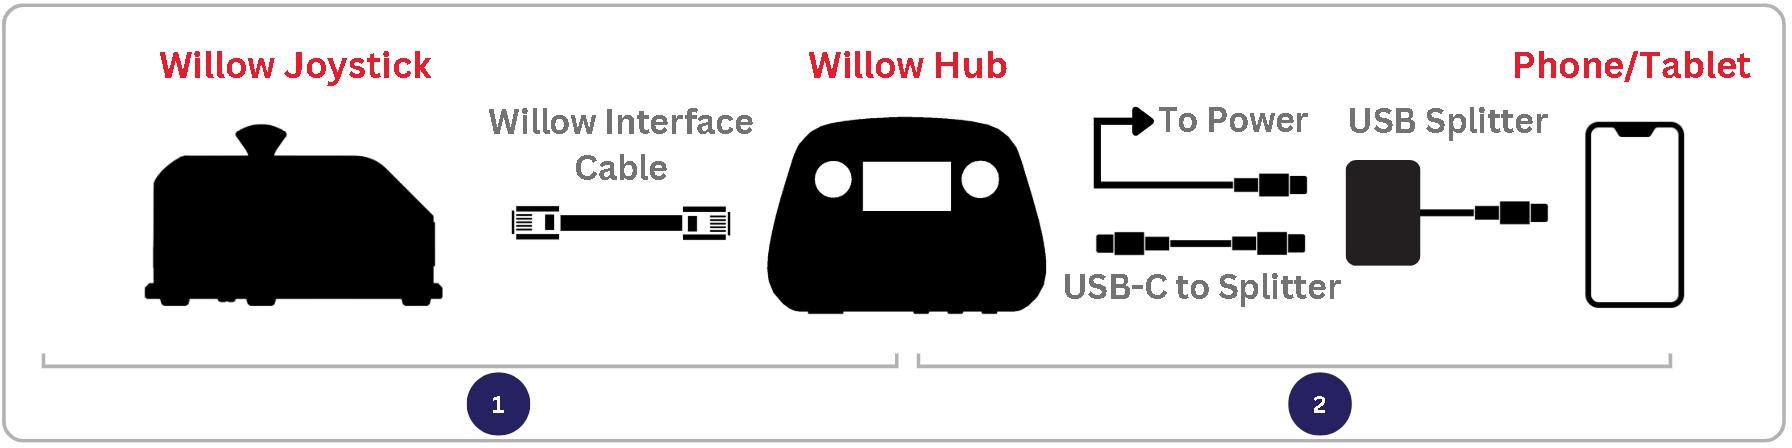 Willow Joystick
Willow Interface
Cable
Willow Hub
To Power
USB-C to Splitter
USB Splitter
Phone/Tablet
1
2